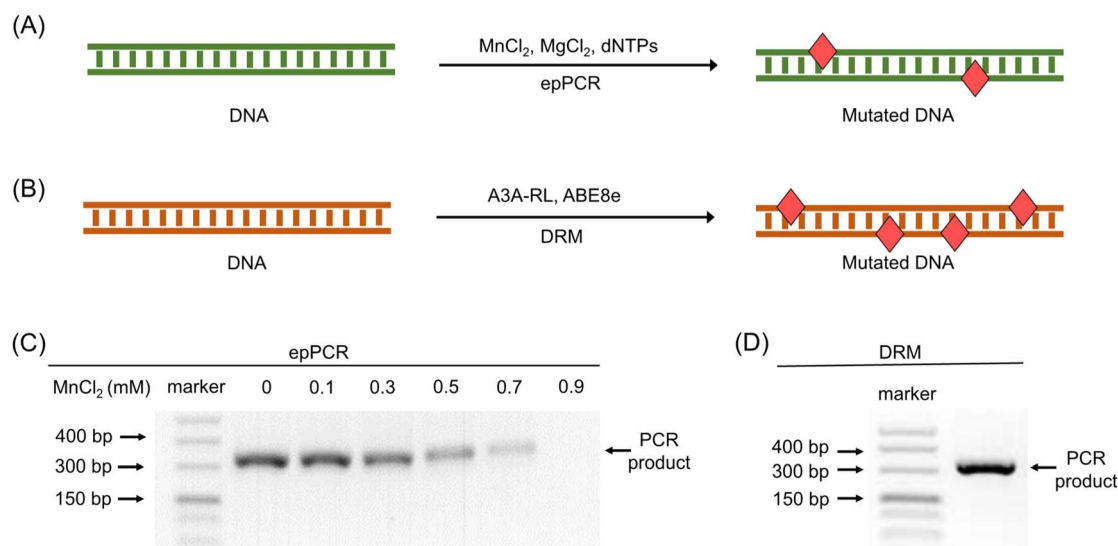 (A)
MnCl₂, MgCl₂, dNTPs
epPCR
DNA
Mutated DNA
(B)
A3A-RL, ABE8e
DRM
DNA
Mutated DNA
(C)
epPCR
MnCl₂ (mM) marker 0 0.1 0.3 0.5 0.7 0.9
400 bp
300 bp
150 bp
PCR
product
(D)
DRM
marker
400 bp
300 bp
150 bp
PCR
product